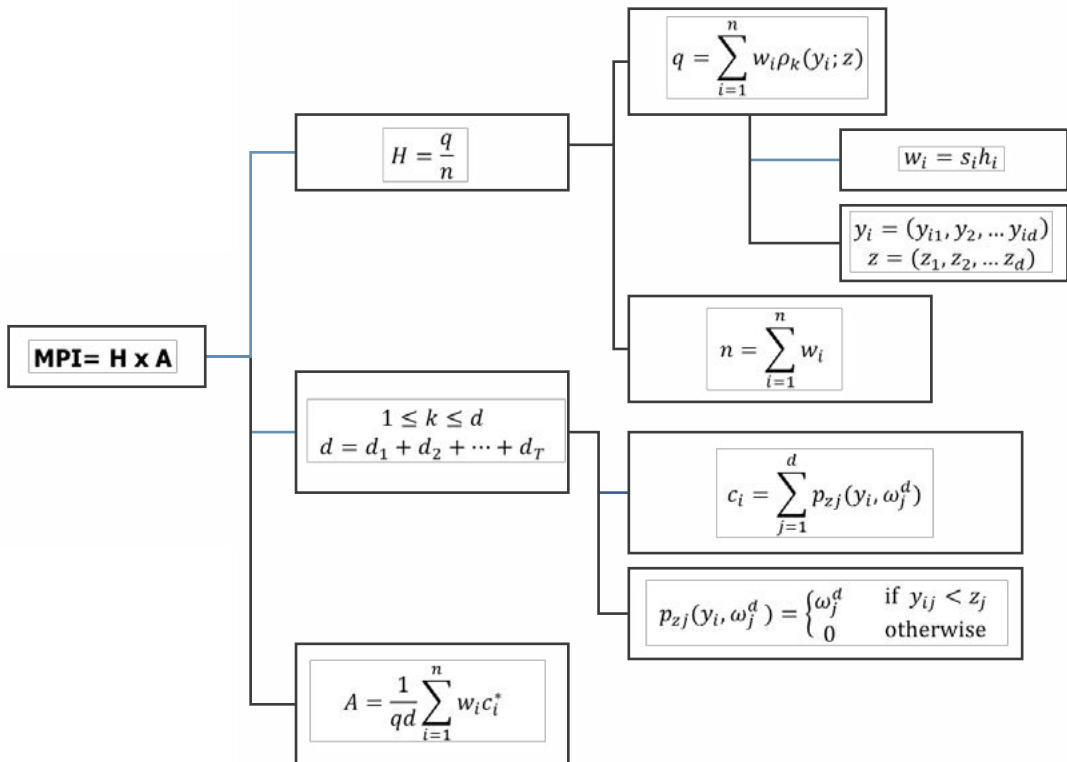 MPI= H x A
H = q/n
q = ∑_{i=1}^{n} w_i ρ_k(y_i; z)
w_i = s_i h_i
y_i = (y_{i1}, y_2, … y_{id})
z = (z_1, z_2, … z_d)
n = ∑_{i=1}^{n} w_i
1 ≤ k ≤ d
d = d_1 + d_2 + ⋯ + d_T
c_i = ∑_{j=1}^{d} p_{zj}(y_i, ω_j^d)
p_{zj}(y_i, ω_j^d) = { ω_j^d if y_{ij} < z_j
0 otherwise
A = 1/qd ∑_{i=1}^{n} w_i c_i^*